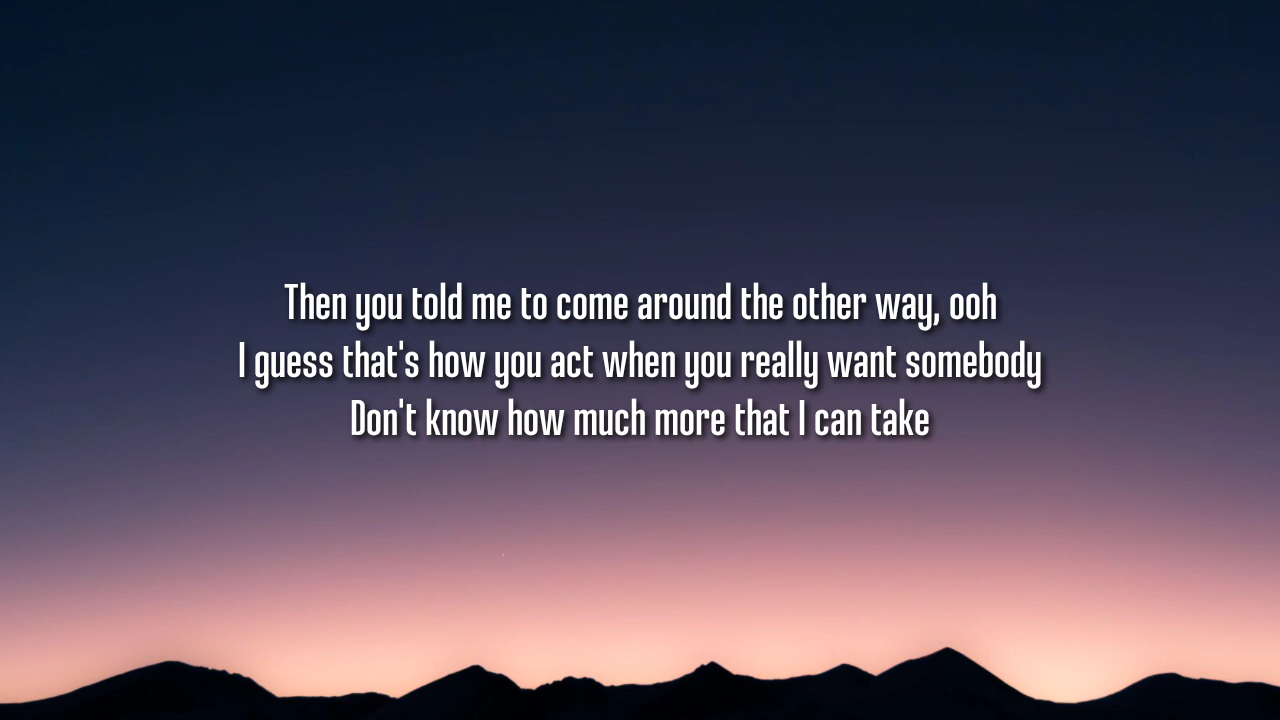 Then you told me to come around the other way, ooh
I guess that's how you act when you really want somebody
Don't know how much more that I can take